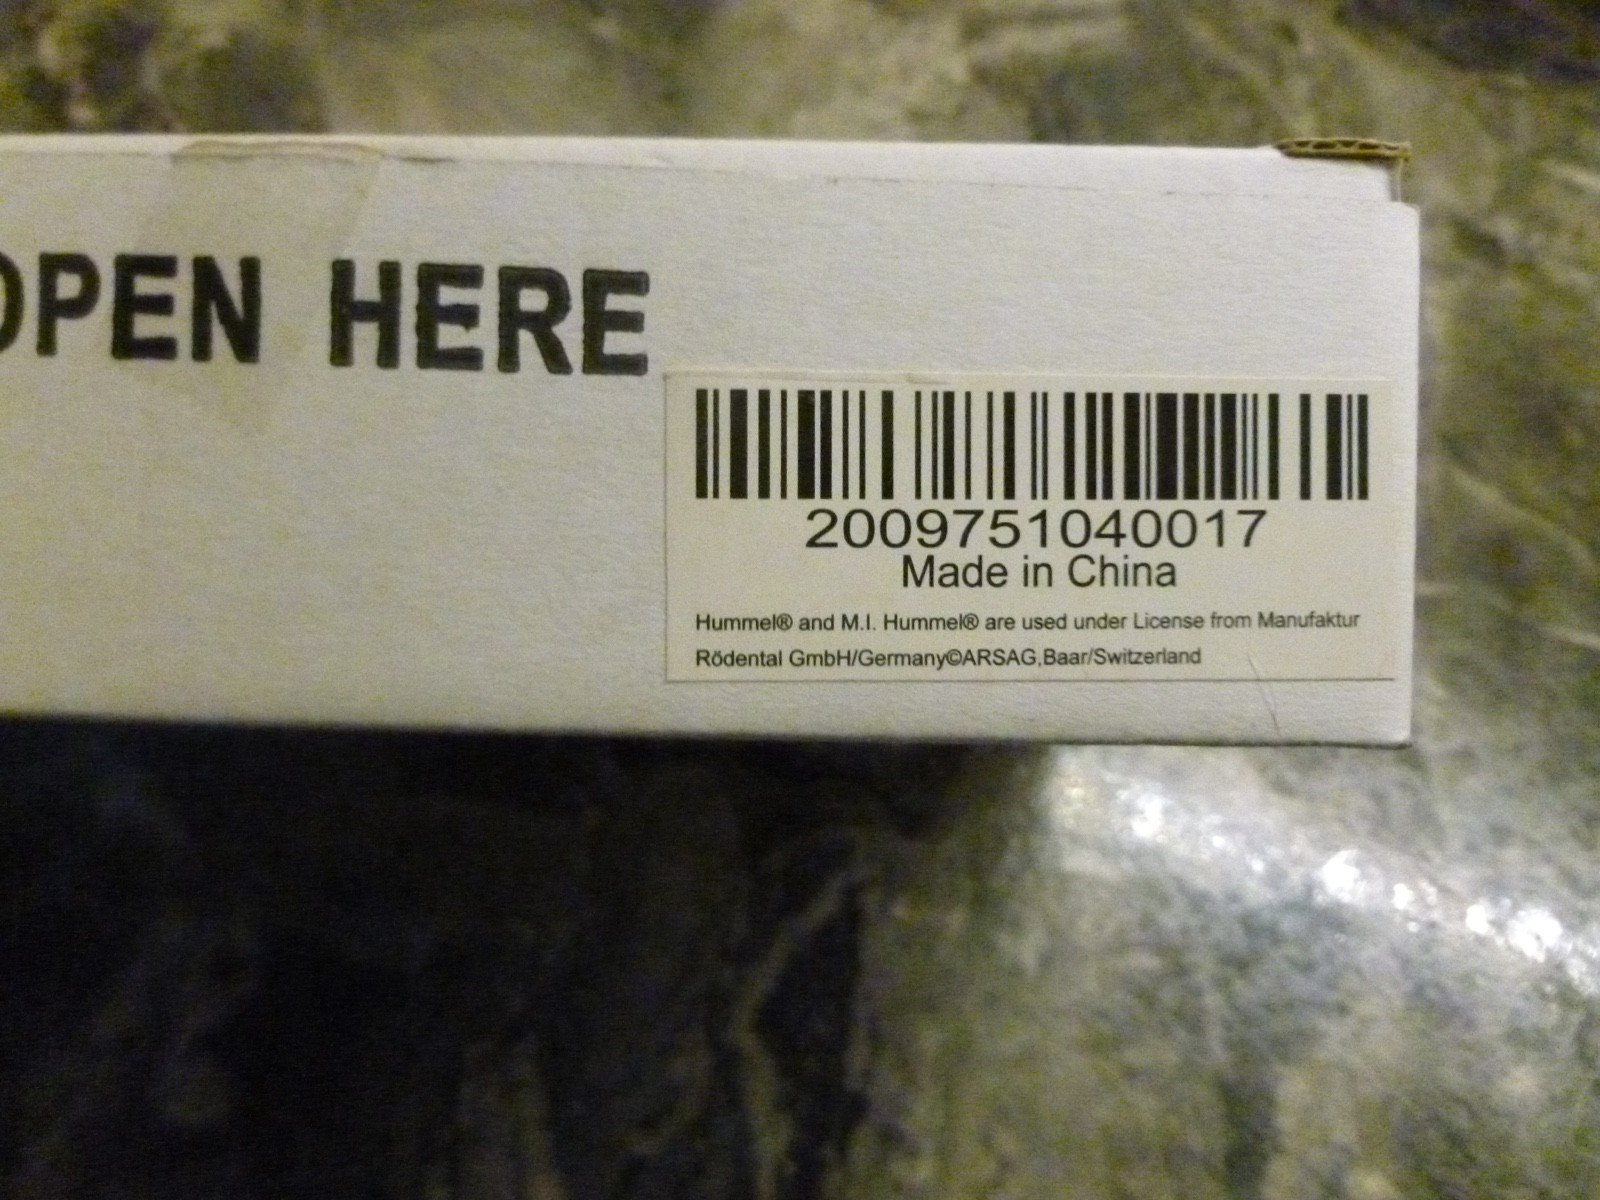 OPEN HERE
2009751040017
Made in China
Hummel® and M.I. Hummel® are used under License from Manufaktur
Rödental GmbH/Germany©ARSAG,Baar/Switzerland